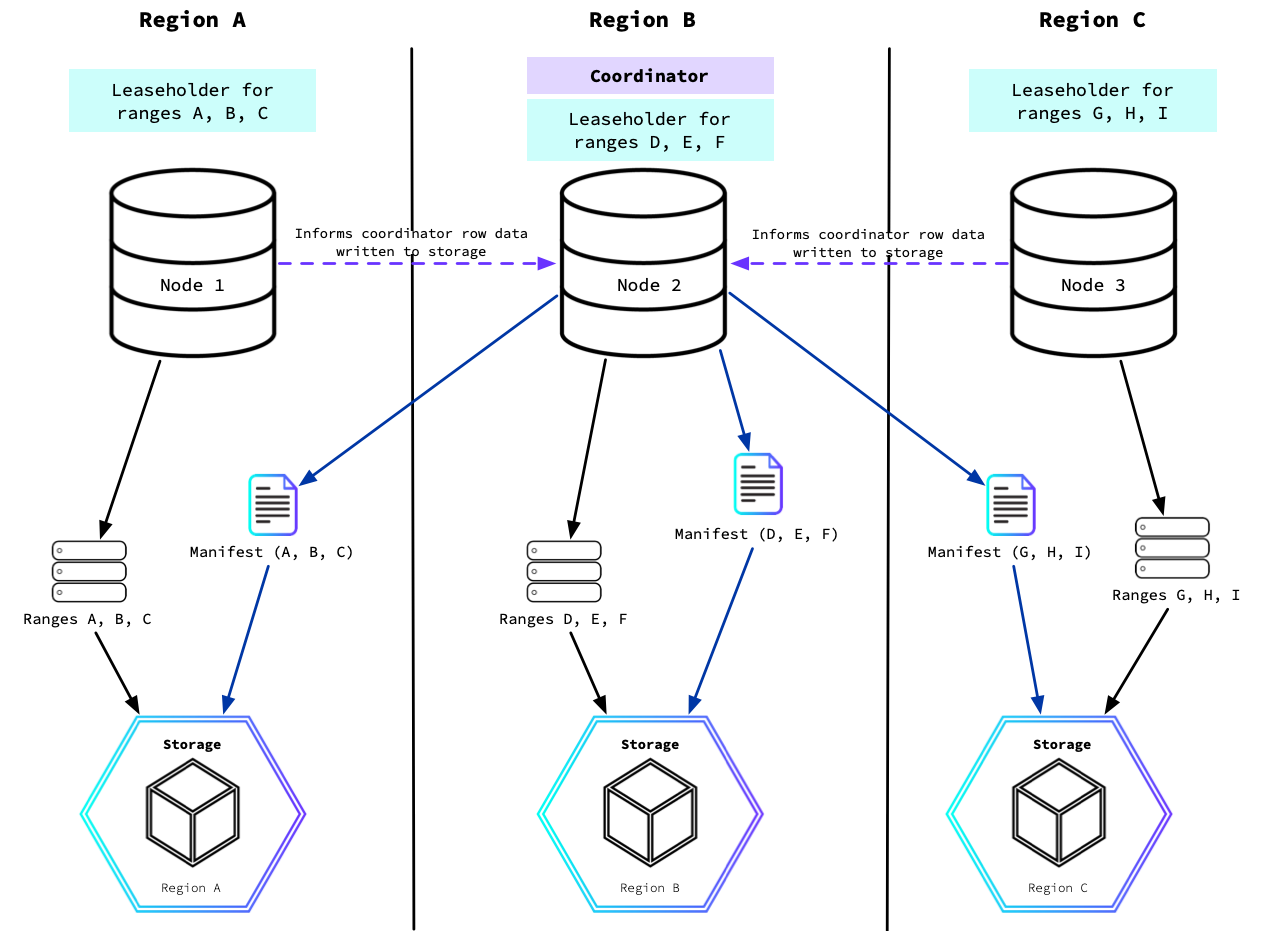 Region A
Region B
Region C
Leaseholder for
ranges A, B, C
Coordinator
Leaseholder for
ranges D, E, F
Leaseholder for
ranges G, H, I
Informs coordinator row data
written to storage
Informs coordinator row data
written to storage
Node 1
Node 2
Node 3
Manifest (A, B, C)
Manifest (D, E, F)
Manifest (G, H, I)
Ranges A, B, C
Ranges D, E, F
Ranges G, H, I
Storage
Storage
Storage
Region A
Region B
Region C